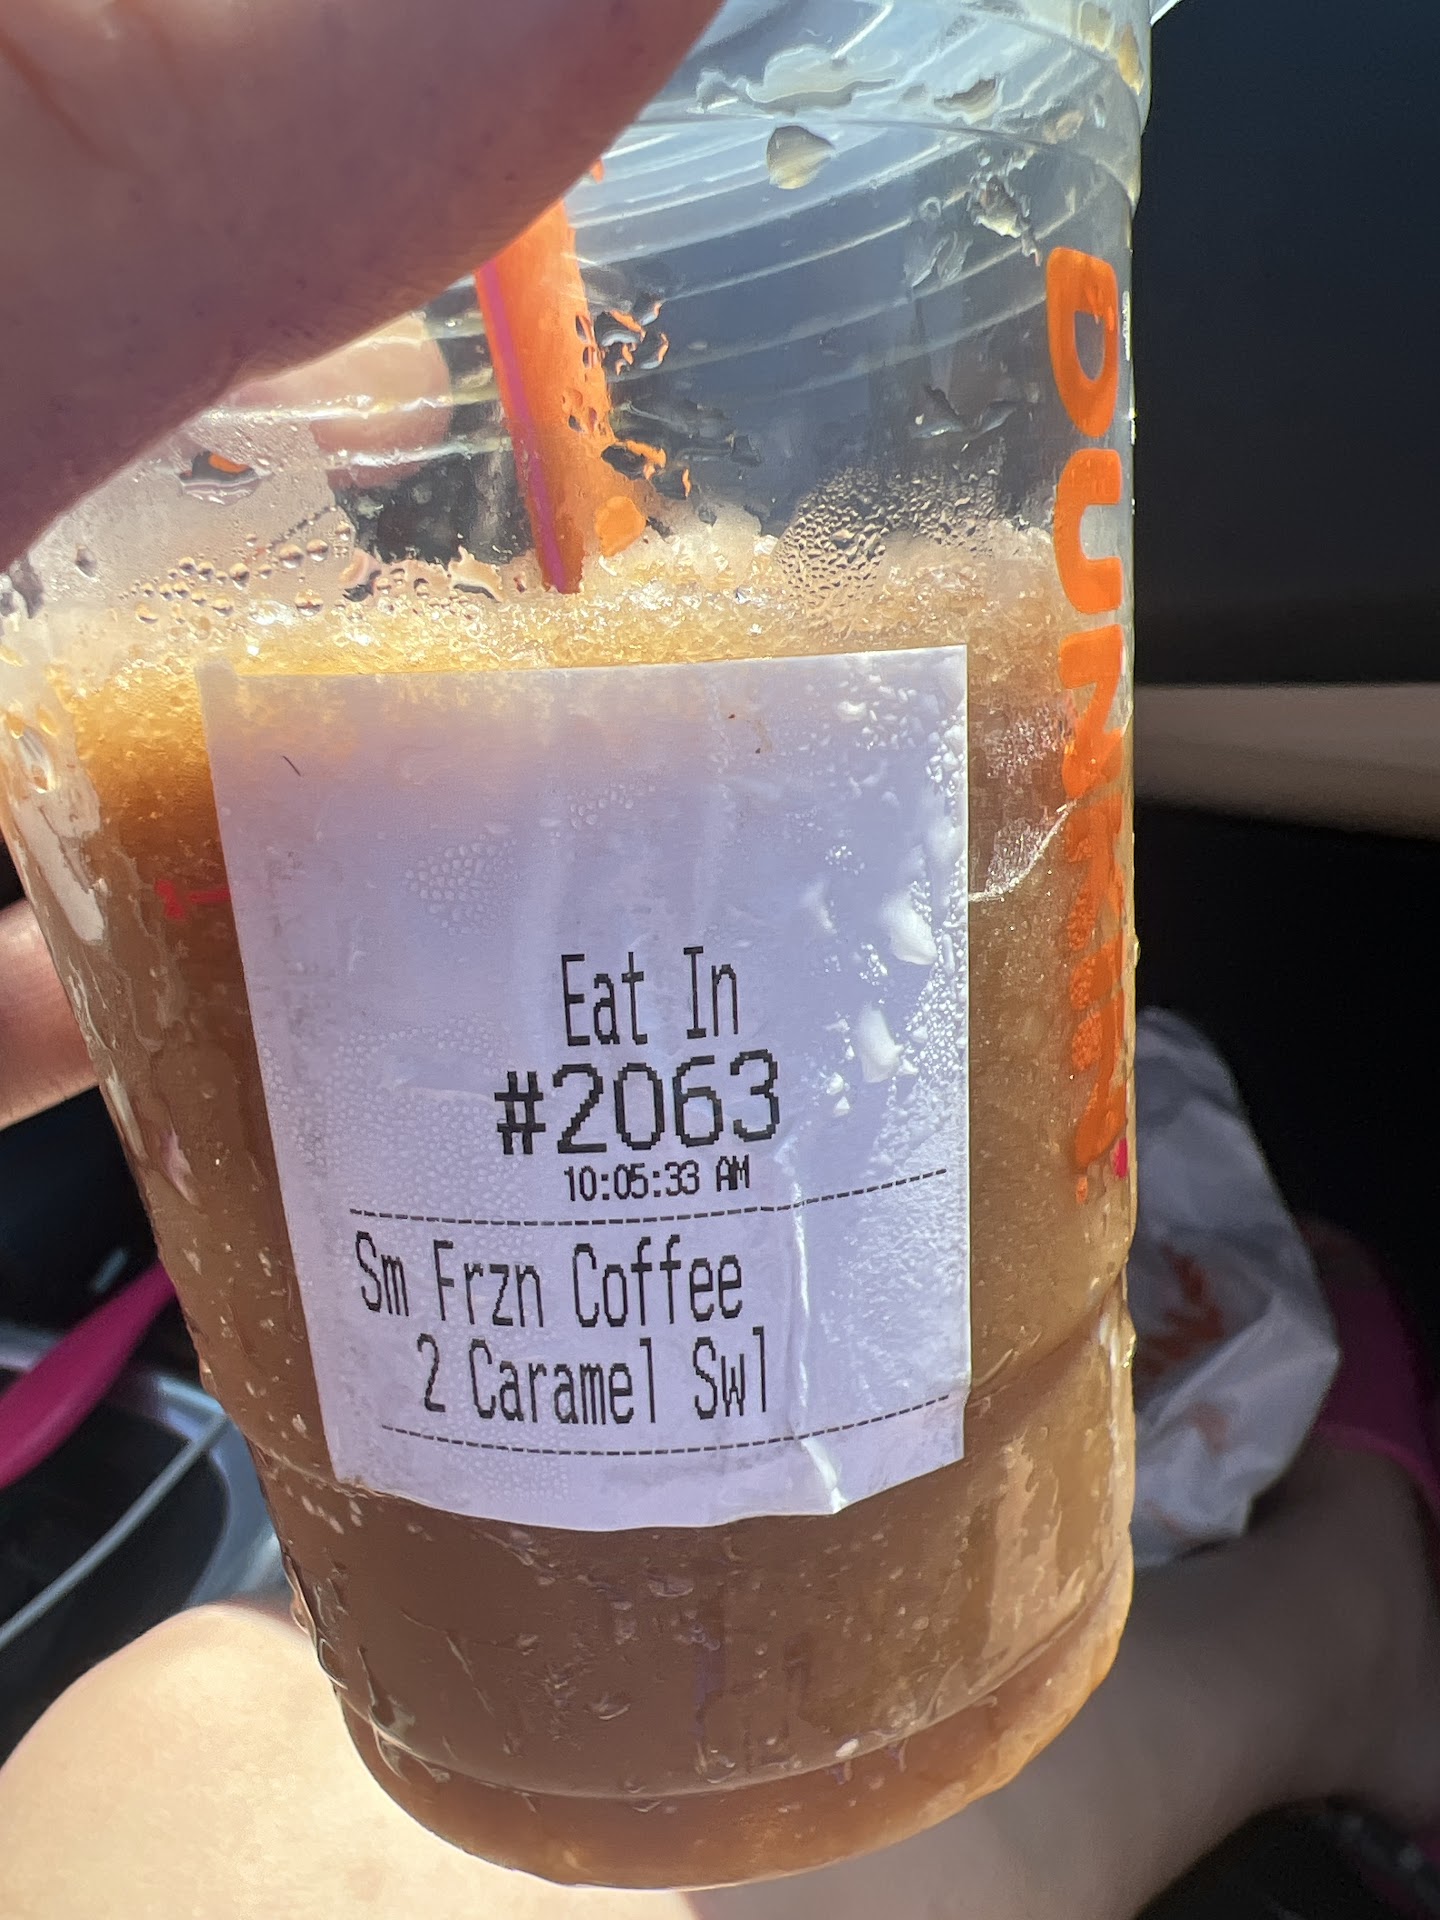 DUNKIN'
Eat In
#2063
10:05:33 AM
Sm Frzn Coffee
2 Caramel Swl